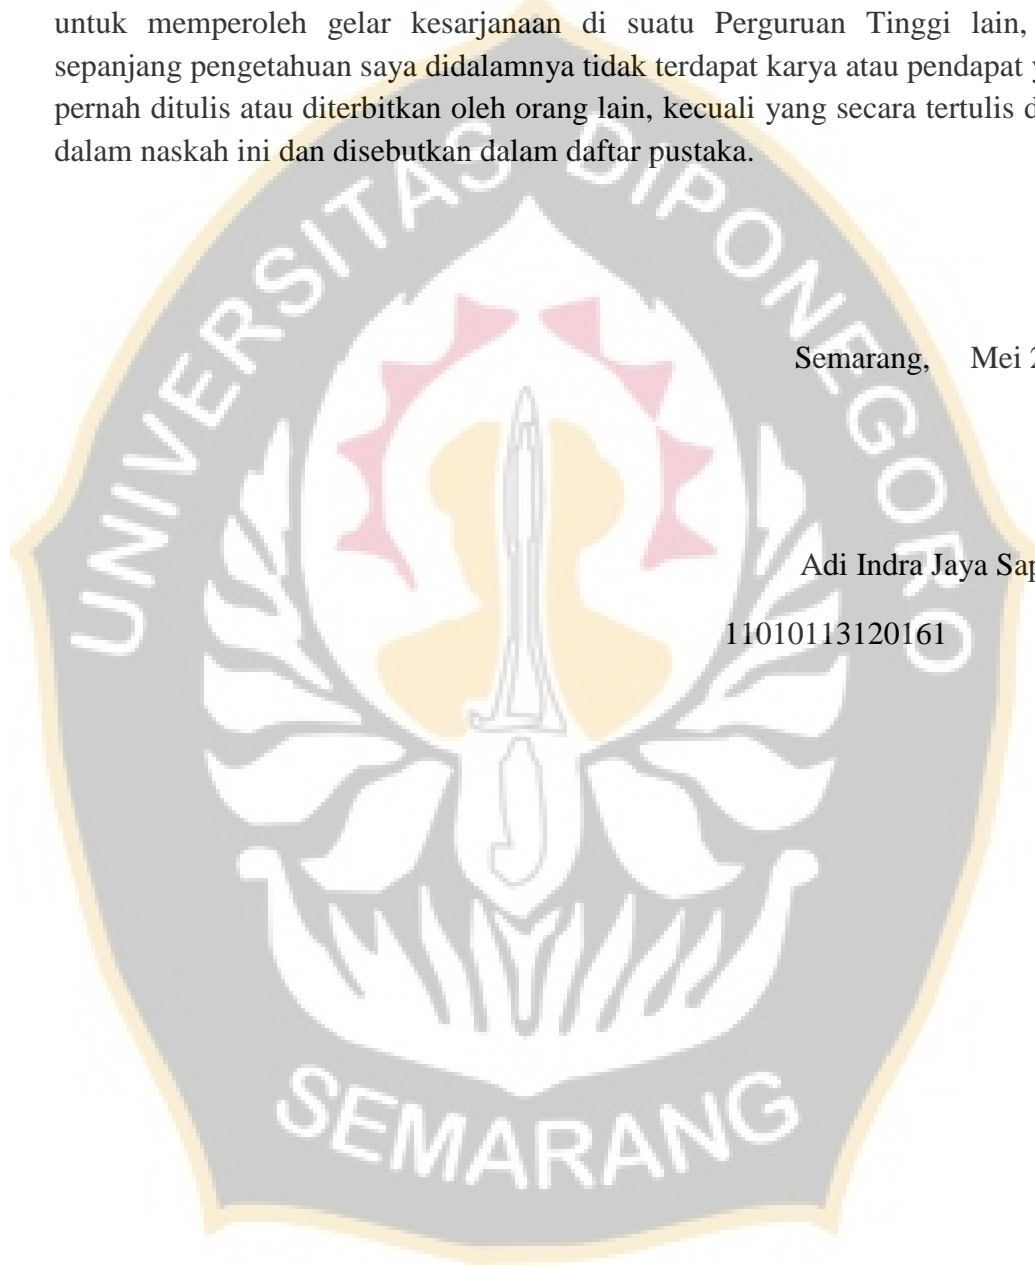 untuk memperoleh gelar kesarjanaan di suatu Perguruan Tinggi lain,
sepanjang pengetahuan saya didalamnya tidak terdapat karya atau pendapat
pernah ditulis atau diterbitkan oleh orang lain, kecuali yang secara tertulis
dalam naskah ini dan disebutkan dalam daftar pustaka.
UNIVERSITAS DIPONEGORO
Semarang, Mei
Adi Indra Jaya
11010113120161
SEMARANG